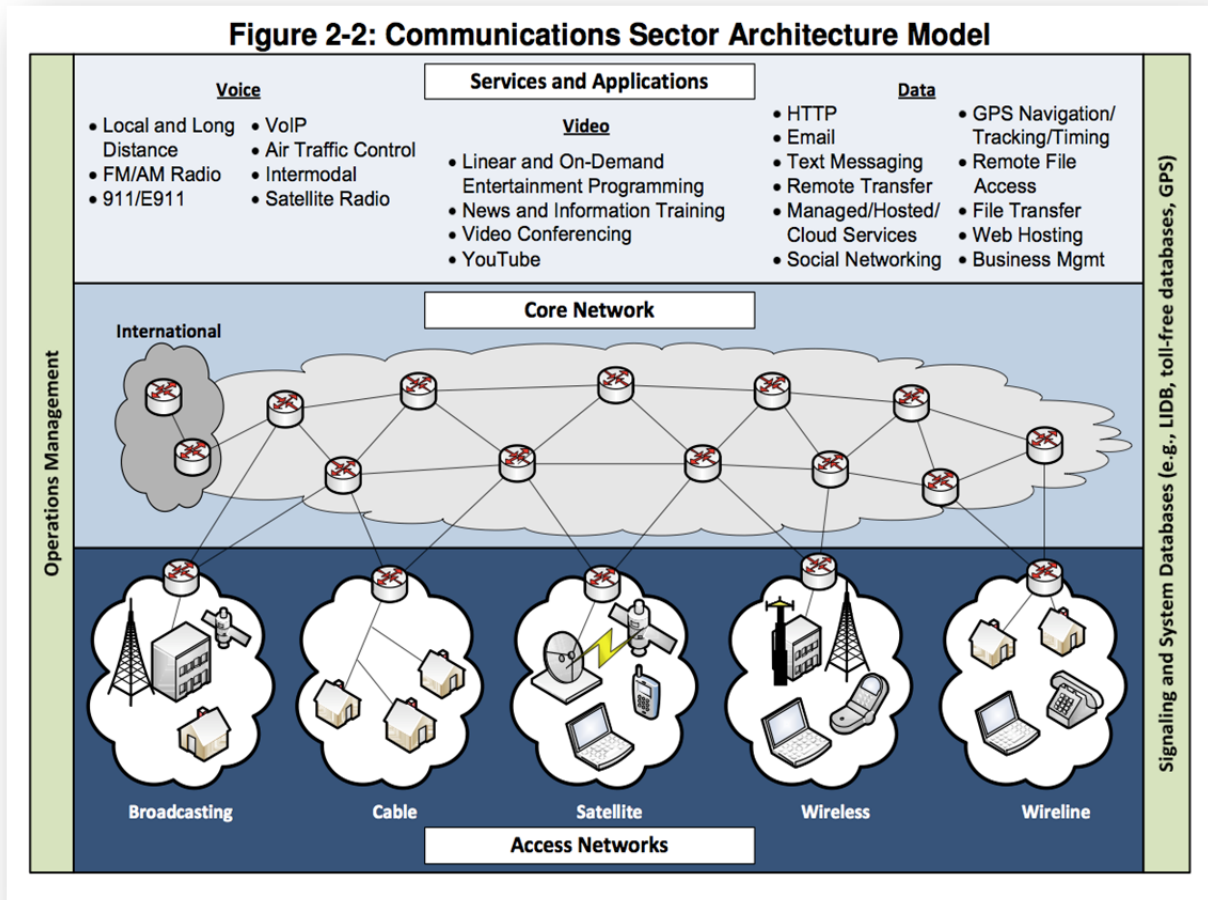 Figure 2-2: Communications Sector Architecture Model
Operations Management
Services and Applications
Voice
• Local and Long
Distance
• FM/AM Radio
• 911/E911
• VoIP
• Air Traffic Control
• Intermodal
• Satellite Radio
Video
• Linear and On-Demand
Entertainment Programming
• News and Information Training
• Video Conferencing
• YouTube
Data
• HTTP
• Email
• Text Messaging
• Remote Transfer
• Managed/Hosted/
Cloud Services
• Social Networking
• GPS Navigation/
Tracking/Timing
• Remote File
Access
• File Transfer
• Web Hosting
• Business Mgmt
Core Network
International
Broadcasting
Cable
Satellite
Wireless
Wireline
Access Networks
Signaling and System Databases (e.g., LIDB, toll-free databases, GPS)